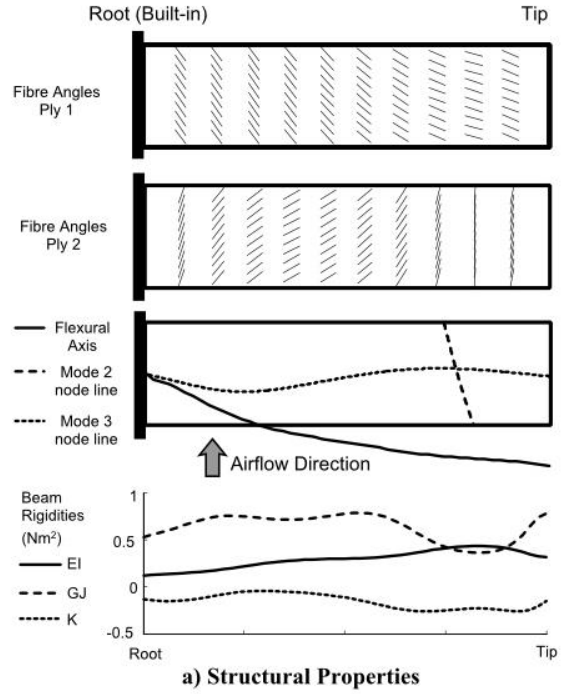 Root (Built-in) Tip
Fibre Angles
Ply 1
Fibre Angles
Ply 2
Flexural
Axis
Mode 2
node line
Mode 3
node line
Airflow Direction
Beam
Rigidities
(Nm²)
EI
GJ
K
1
0.5
0
-0.5
Root Tip
a) Structural Properties